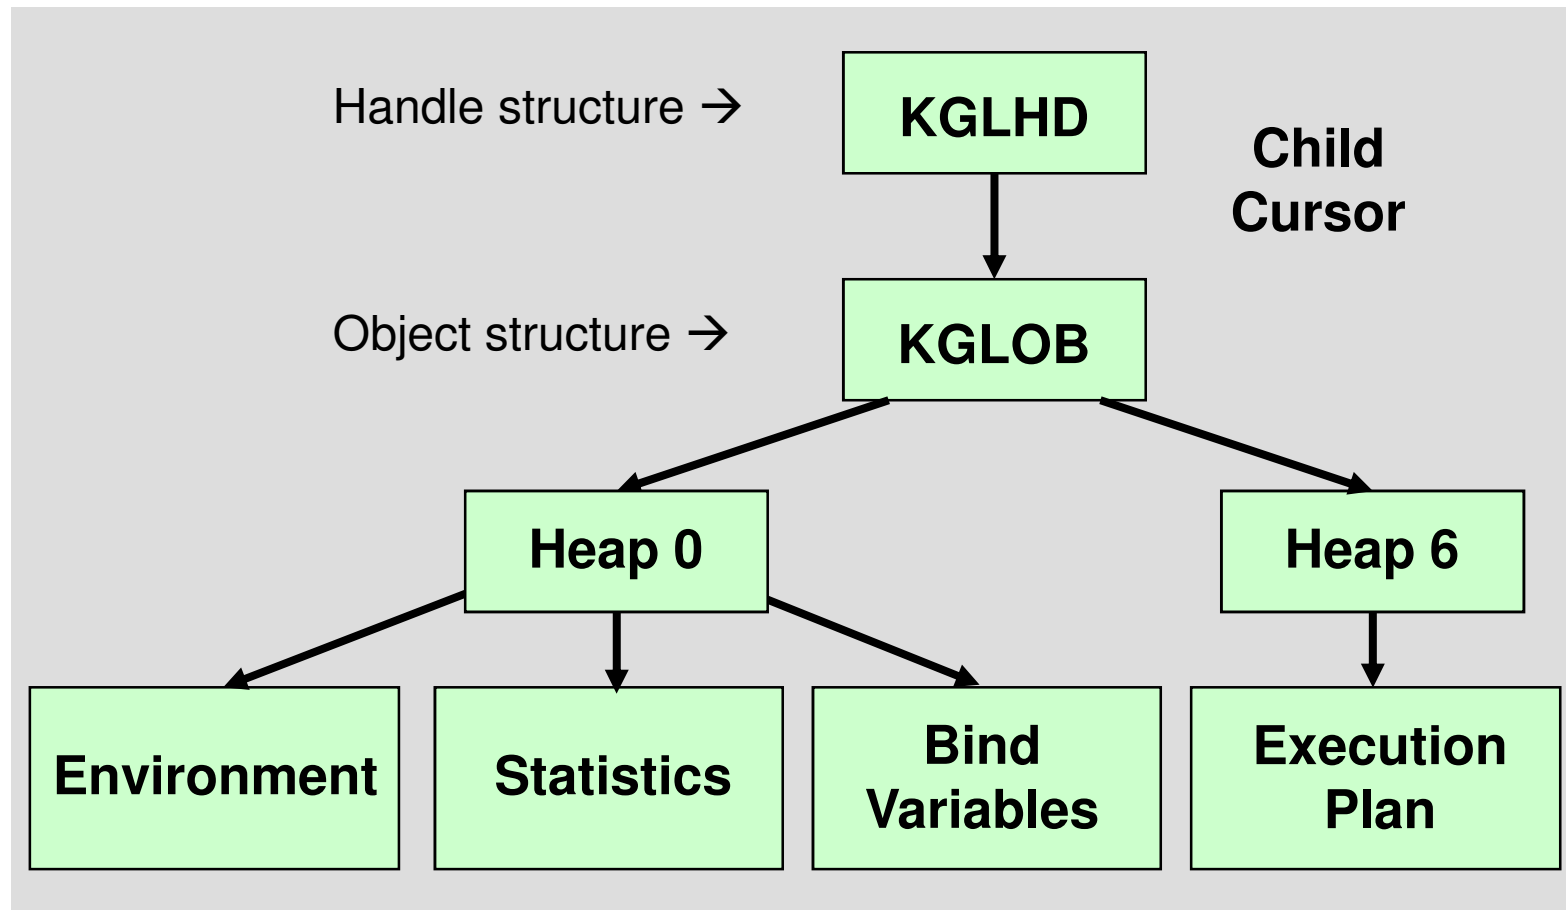 Handle structure →
KGLHD
Child
Cursor
Object structure →
KGLOB
Heap 0
Heap 6
Environment
Statistics
Bind
Variables
Execution
Plan